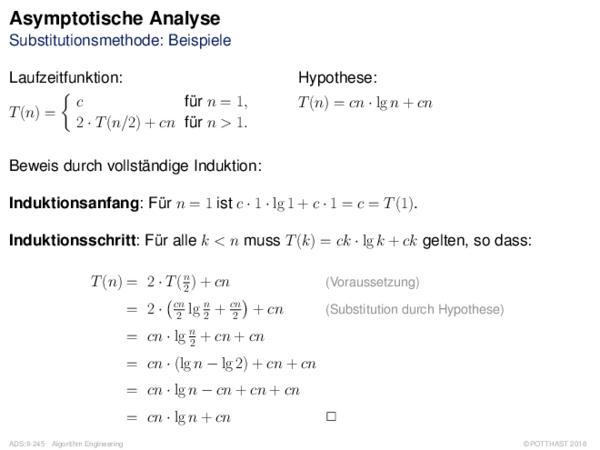 Asymptotische Analyse
Substitutionsmethode: Beispiele
Laufzeitfunktion:
T(n) = { c für n = 1,
2 · T(n/2) + cn für n > 1.
Hypothese:
T(n) = cn · lg n + cn
Beweis durch vollständige Induktion:
Induktionsanfang: Für n = 1 ist c · 1 · lg 1 + c · 1 = c = T(1).
Induktionsschritt: Für alle k < n muss T(k) = ck · lg k + ck gelten, so dass:
T(n) = 2 · T(n/2) + cn (Voraussetzung)
= 2 · (cn/2 lg n/2 + cn/2) + cn (Substitution durch Hypothese)
= cn · lg n/2 + cn + cn
= cn · (lg n − lg 2) + cn + cn
= cn · lg n − cn + cn + cn
= cn · lg n + cn □
ADS:II-245 Algorithm Engineering © POTTHAST 2018